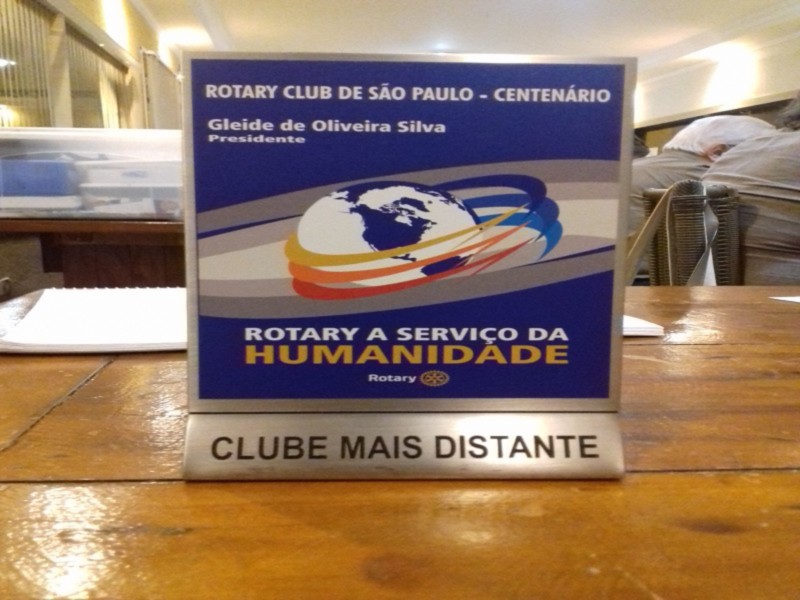 ROTARY CLUB DE SÃO PAULO - CENTENÁRIO
Gleide de Oliveira Silva
Presidente
ROTARY A SERVIÇO DA
HUMANIDADE
Rotary
CLUBE MAIS DISTANTE